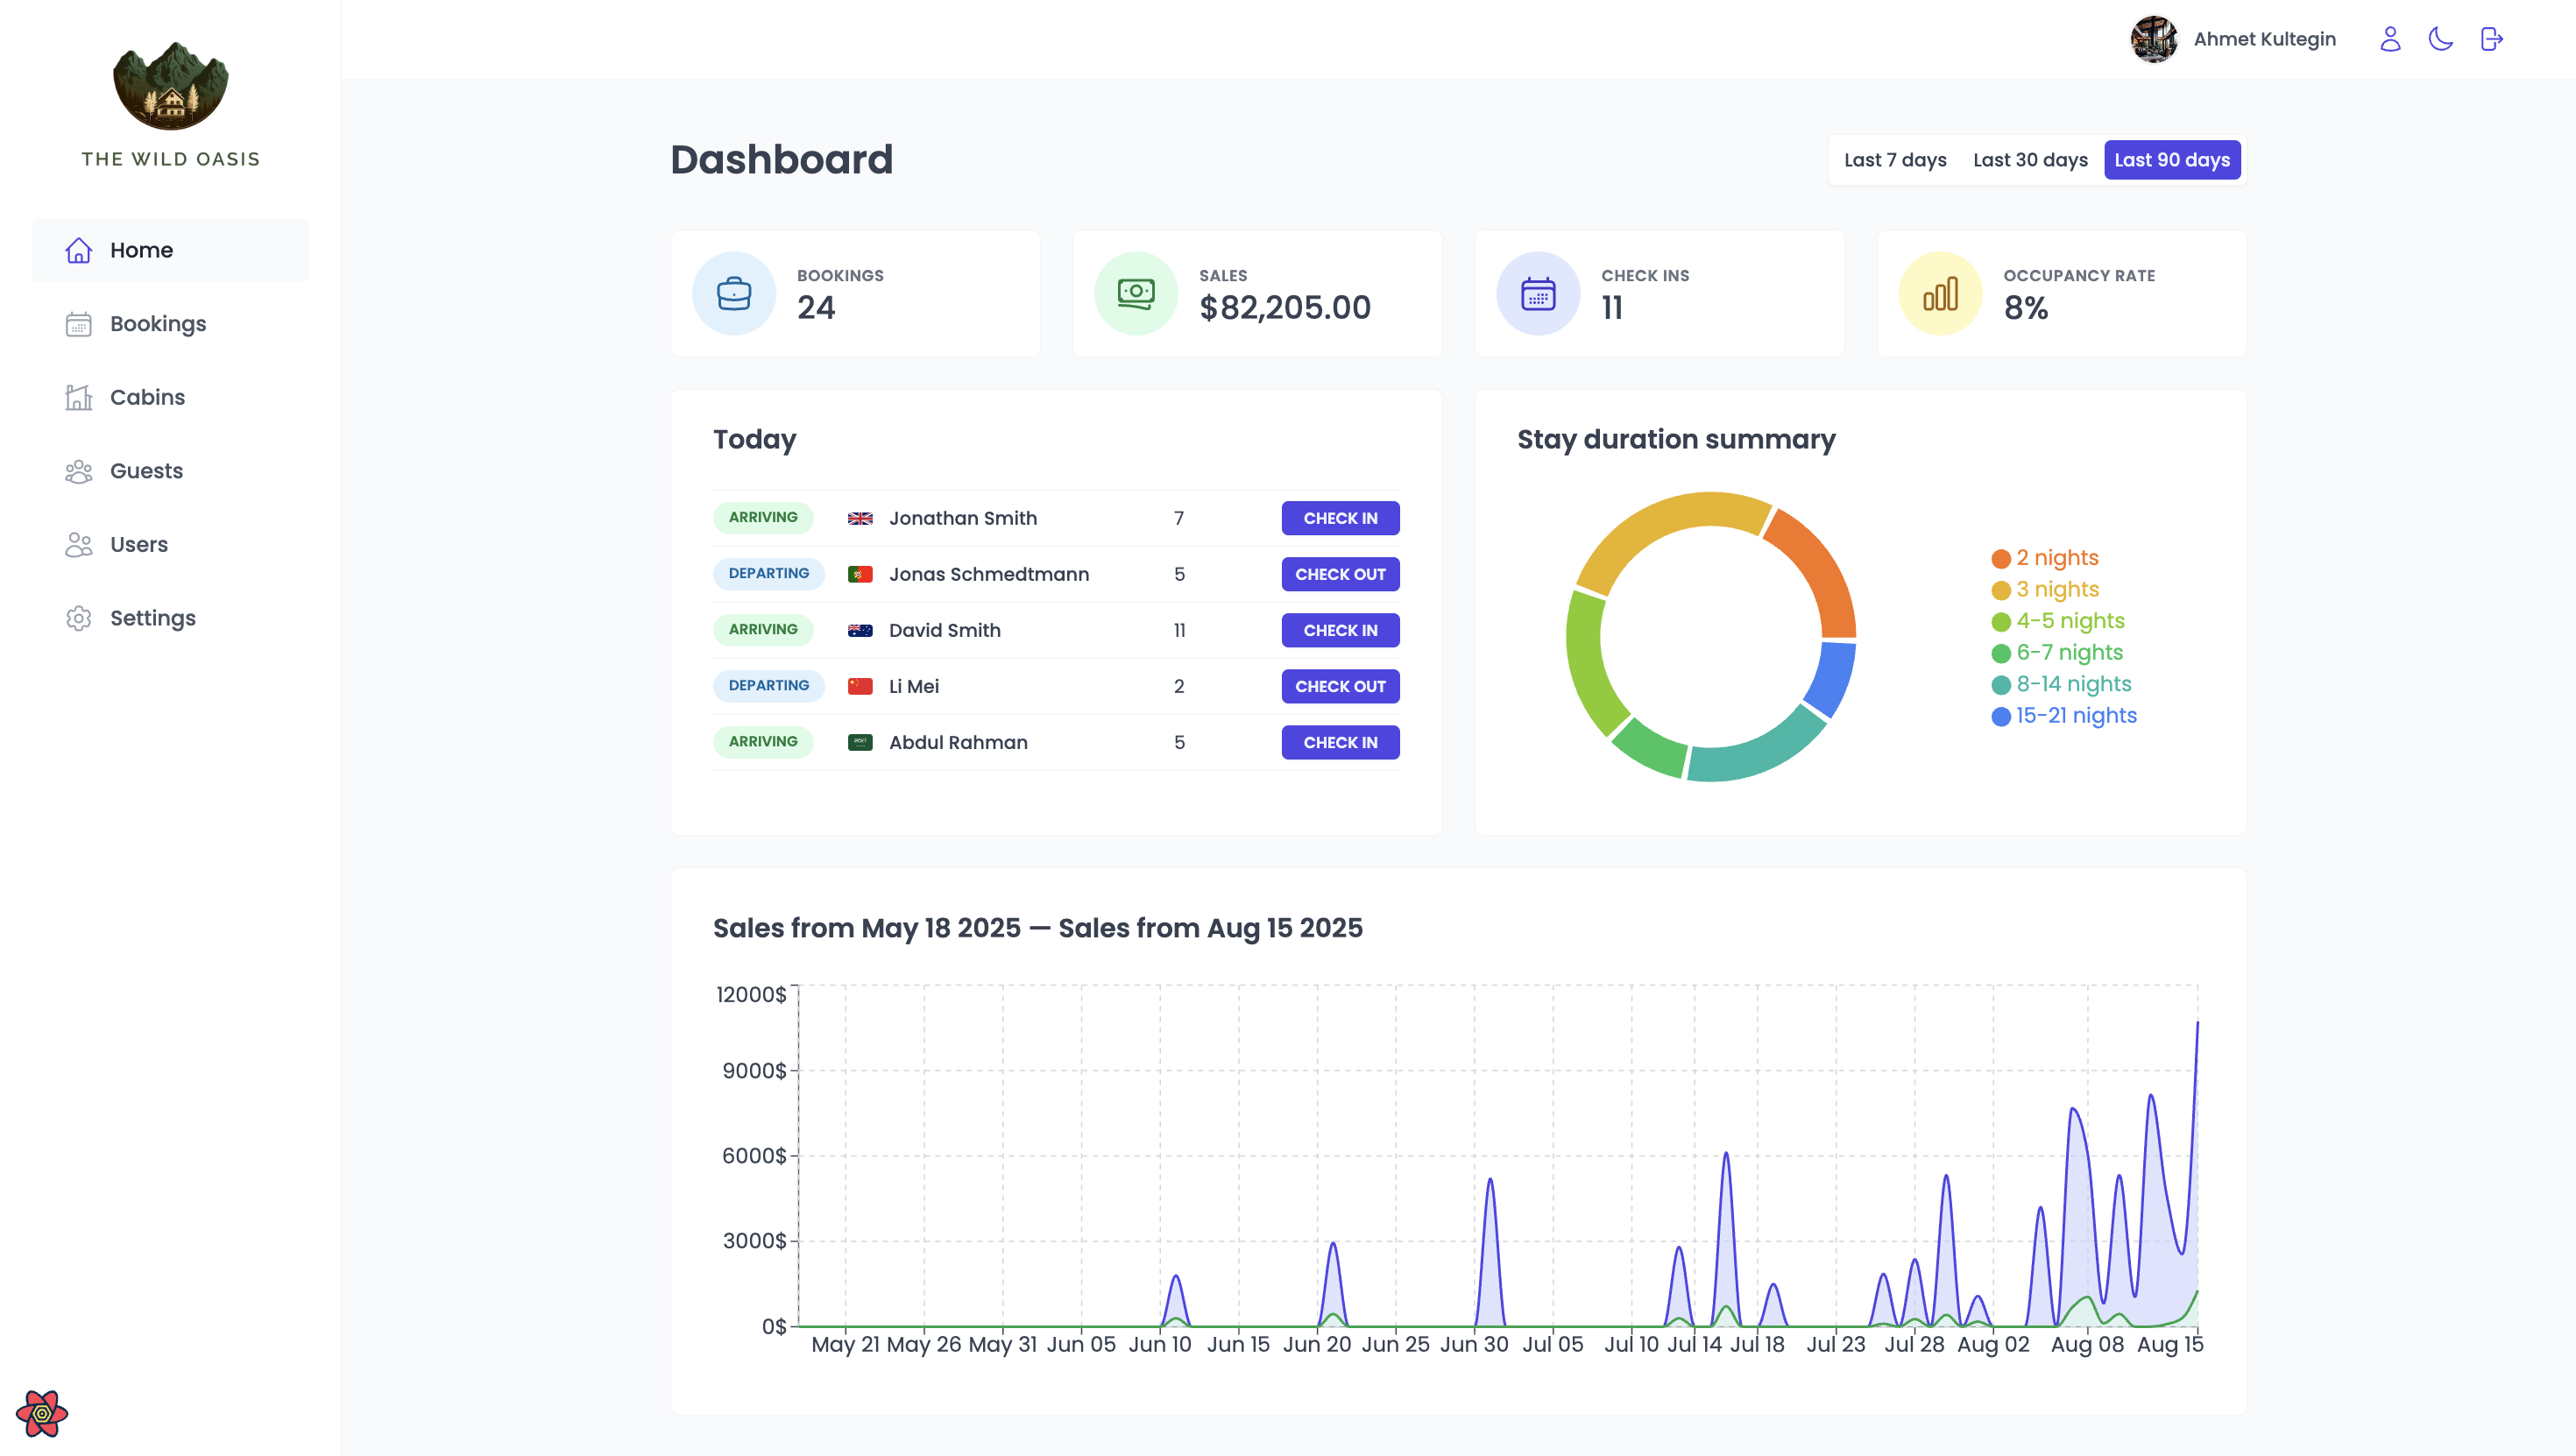 Ahmet Kultegin
THE WILD OASIS
Home
Bookings
Cabins
Guests
Users
Settings
Dashboard
Last 7 days Last 30 days Last 90 days
BOOKINGS
24
SALES
$82,205.00
CHECK INS
11
OCCUPANCY RATE
8%
Today
ARRIVING Jonathan Smith 7 CHECK IN
DEPARTING Jonas Schmedtmann 5 CHECK OUT
ARRIVING David Smith 11 CHECK IN
DEPARTING Li Mei 2 CHECK OUT
ARRIVING Abdul Rahman 5 CHECK IN
Stay duration summary
2 nights
3 nights
4-5 nights
6-7 nights
8-14 nights
15-21 nights
Sales from May 18 2025 — Sales from Aug 15 2025
12000$
9000$
6000$
3000$
0$
May 21 May 26 May 31 Jun 05 Jun 10 Jun 15 Jun 20 Jun 25 Jun 30 Jul 05 Jul 10 Jul 14 Jul 18 Jul 23 Jul 28 Aug 02 Aug 08 Aug 15